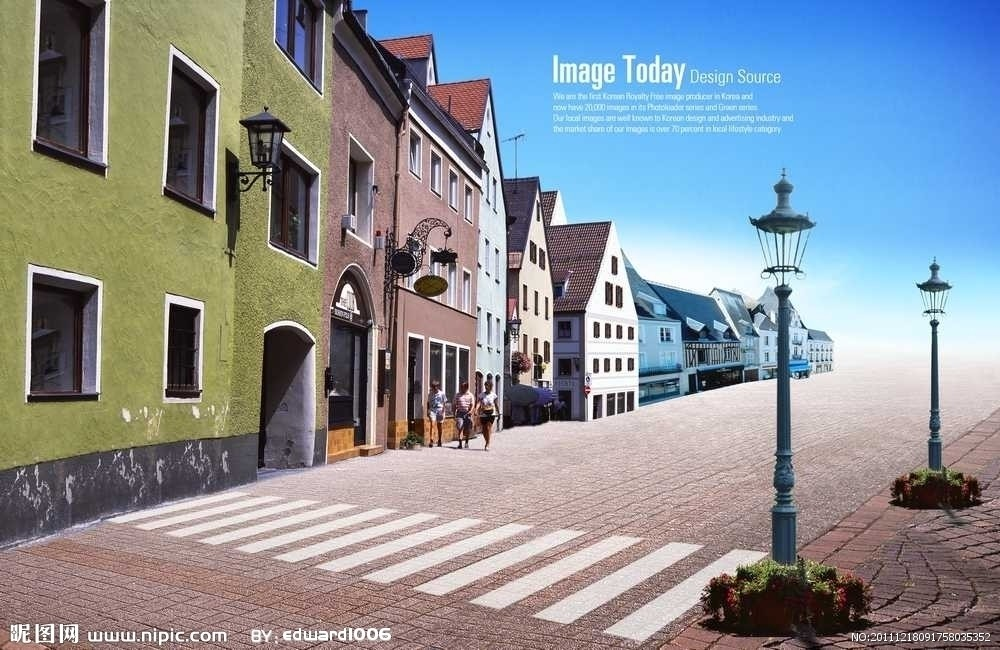 Image Today Design Source
We are the first Korean Royalty Free image producer in Korea and
now have 20,000 images in its Photoleader series and Green series.
Our local images are well known to Korean design and advertising industry and
the market share of our images is over 70 percent in local lifestyle category
昵图网 www.nipic.com BY: edward1006
NO:20111218091758035352